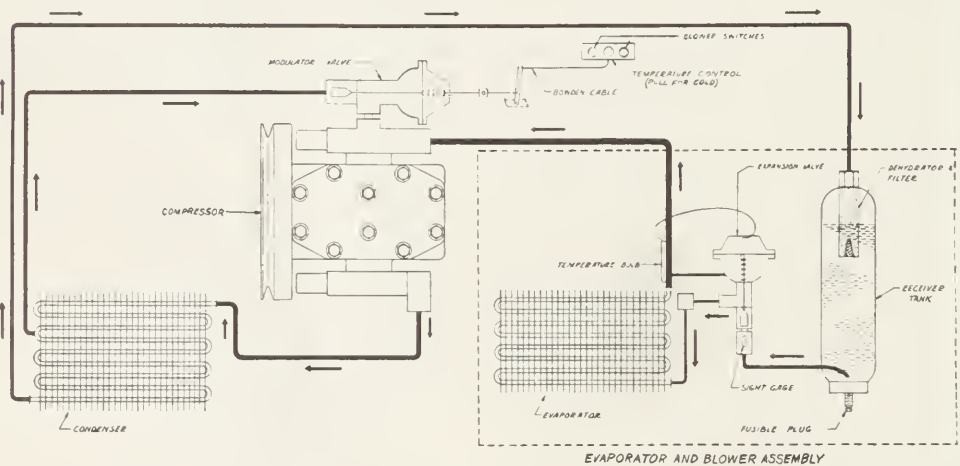 BLOWER SWITCHES
MODULATOR VALVE
TEMPERATURE CONTROL
(PULL FOR COLD)
BOWDEN CABLE
EXPANSION VALVE
DEHYDRATOR &
FILTER
COMPRESSOR
TEMPERATURE BULB
RECEIVER
TANK
SIGHT GAGE
EVAPORATOR
CONDENSER
FUSIBLE PLUG
EVAPORATOR AND BLOWER ASSEMBLY